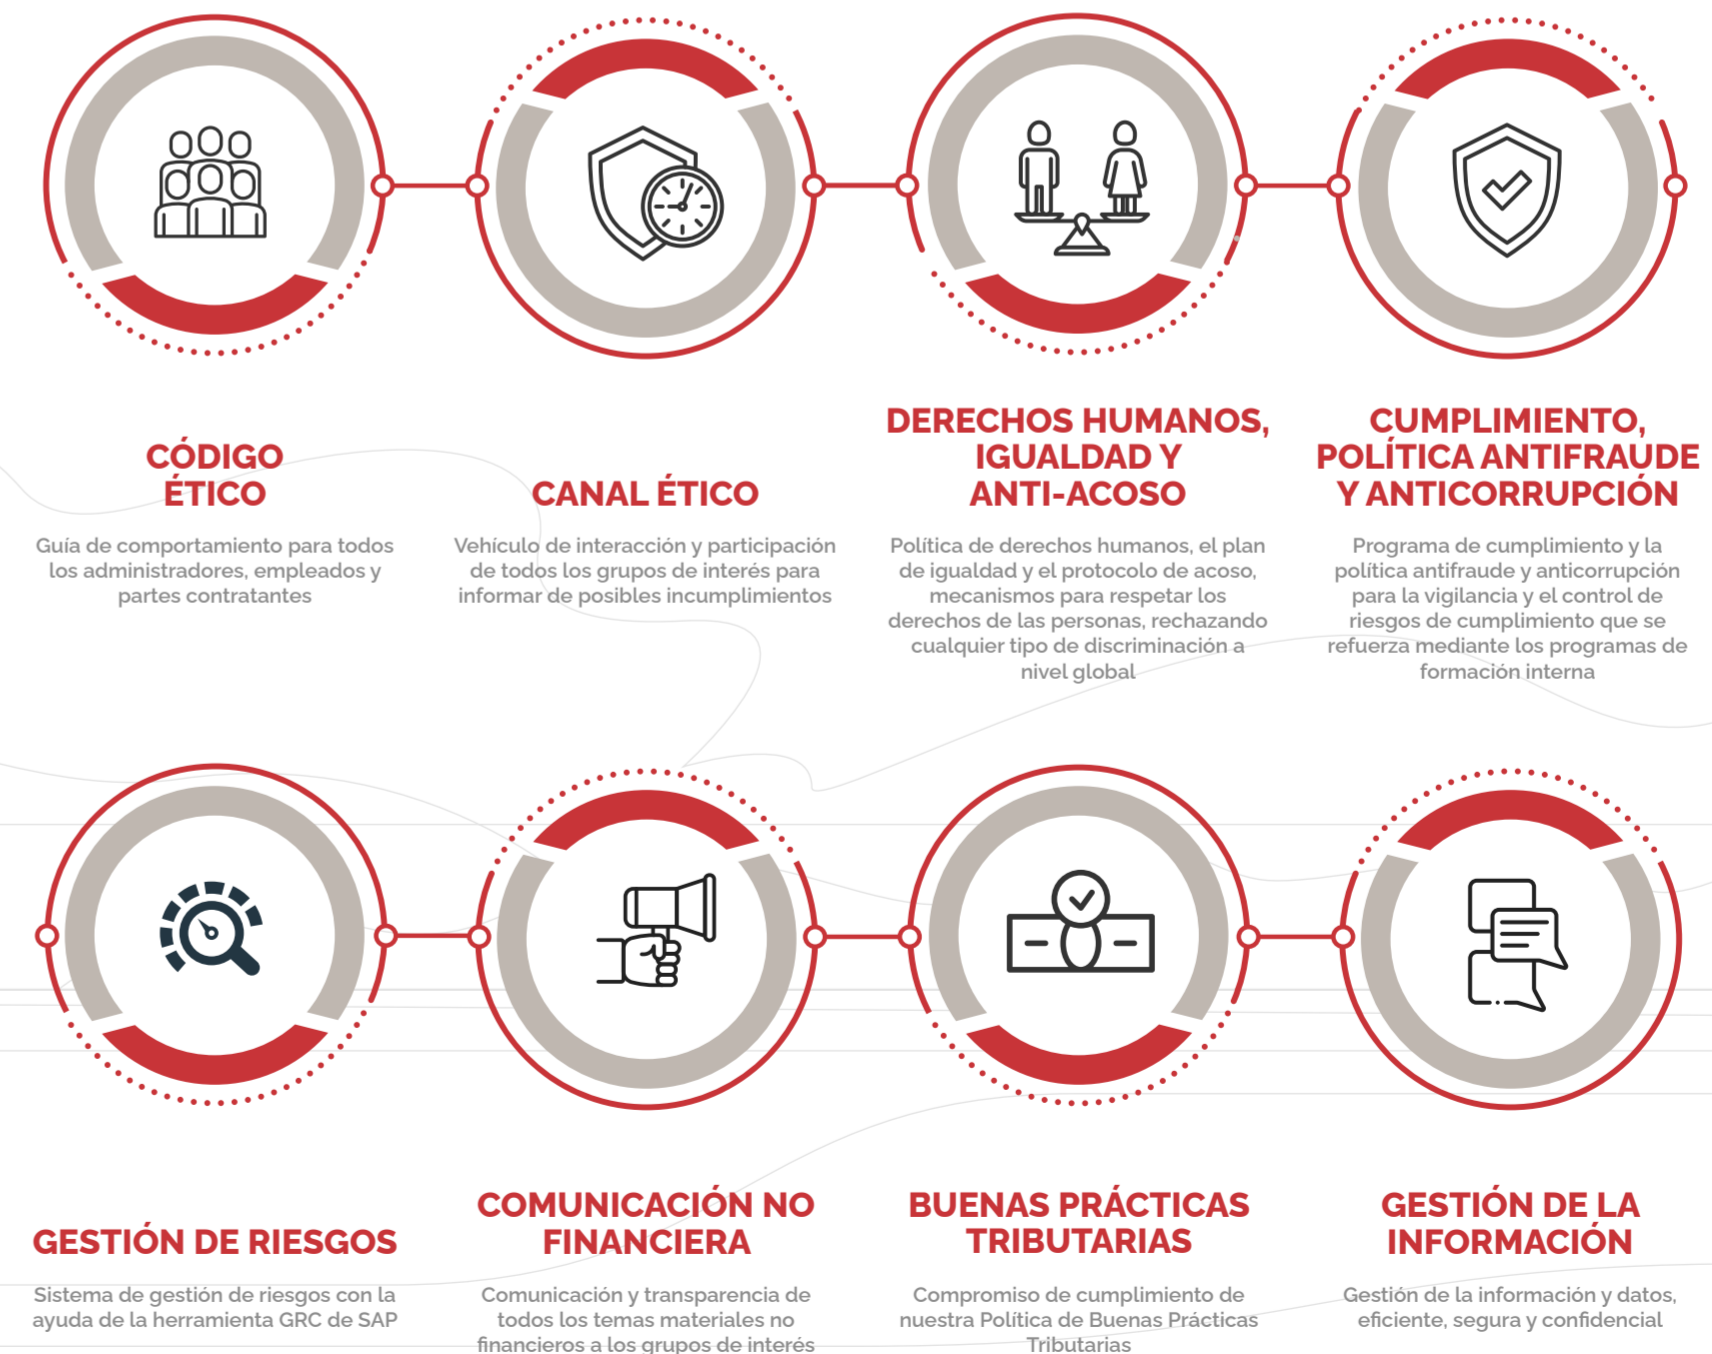 CÓDIGO
ÉTICO
Guía de comportamiento para todos
los administradores, empleados y
partes contratantes
CANAL ÉTICO
Vehículo de interacción y participación
de todos los grupos de interés para
informar de posibles incumplimientos
DERECHOS HUMANOS,
IGUALDAD Y
ANTI-ACOSO
Política de derechos humanos, el plan
de igualdad y el protocolo de acoso,
mecanismos para respetar los
derechos de las personas, rechazando
cualquier tipo de discriminación a
nivel global
CUMPLIMIENTO,
POLÍTICA ANTIFRAUDE
Y ANTICORRUPCIÓN
Programa de cumplimiento y la
política antifraude y anticorrupción
para la vigilancia y el control de
riesgos de cumplimiento que se
refuerza mediante los programas de
formación interna
GESTIÓN DE RIESGOS
Sistema de gestión de riesgos con la
ayuda de la herramienta GRC de SAP
COMUNICACIÓN NO
FINANCIERA
Comunicación y transparencia de
todos los temas materiales no
financieros a los grupos de interés
BUENAS PRÁCTICAS
TRIBUTARIAS
Compromiso de cumplimiento de
nuestra Política de Buenas Prácticas
Tributarias
GESTIÓN DE LA
INFORMACIÓN
Gestión de la información y datos,
eficiente, segura y confidencial